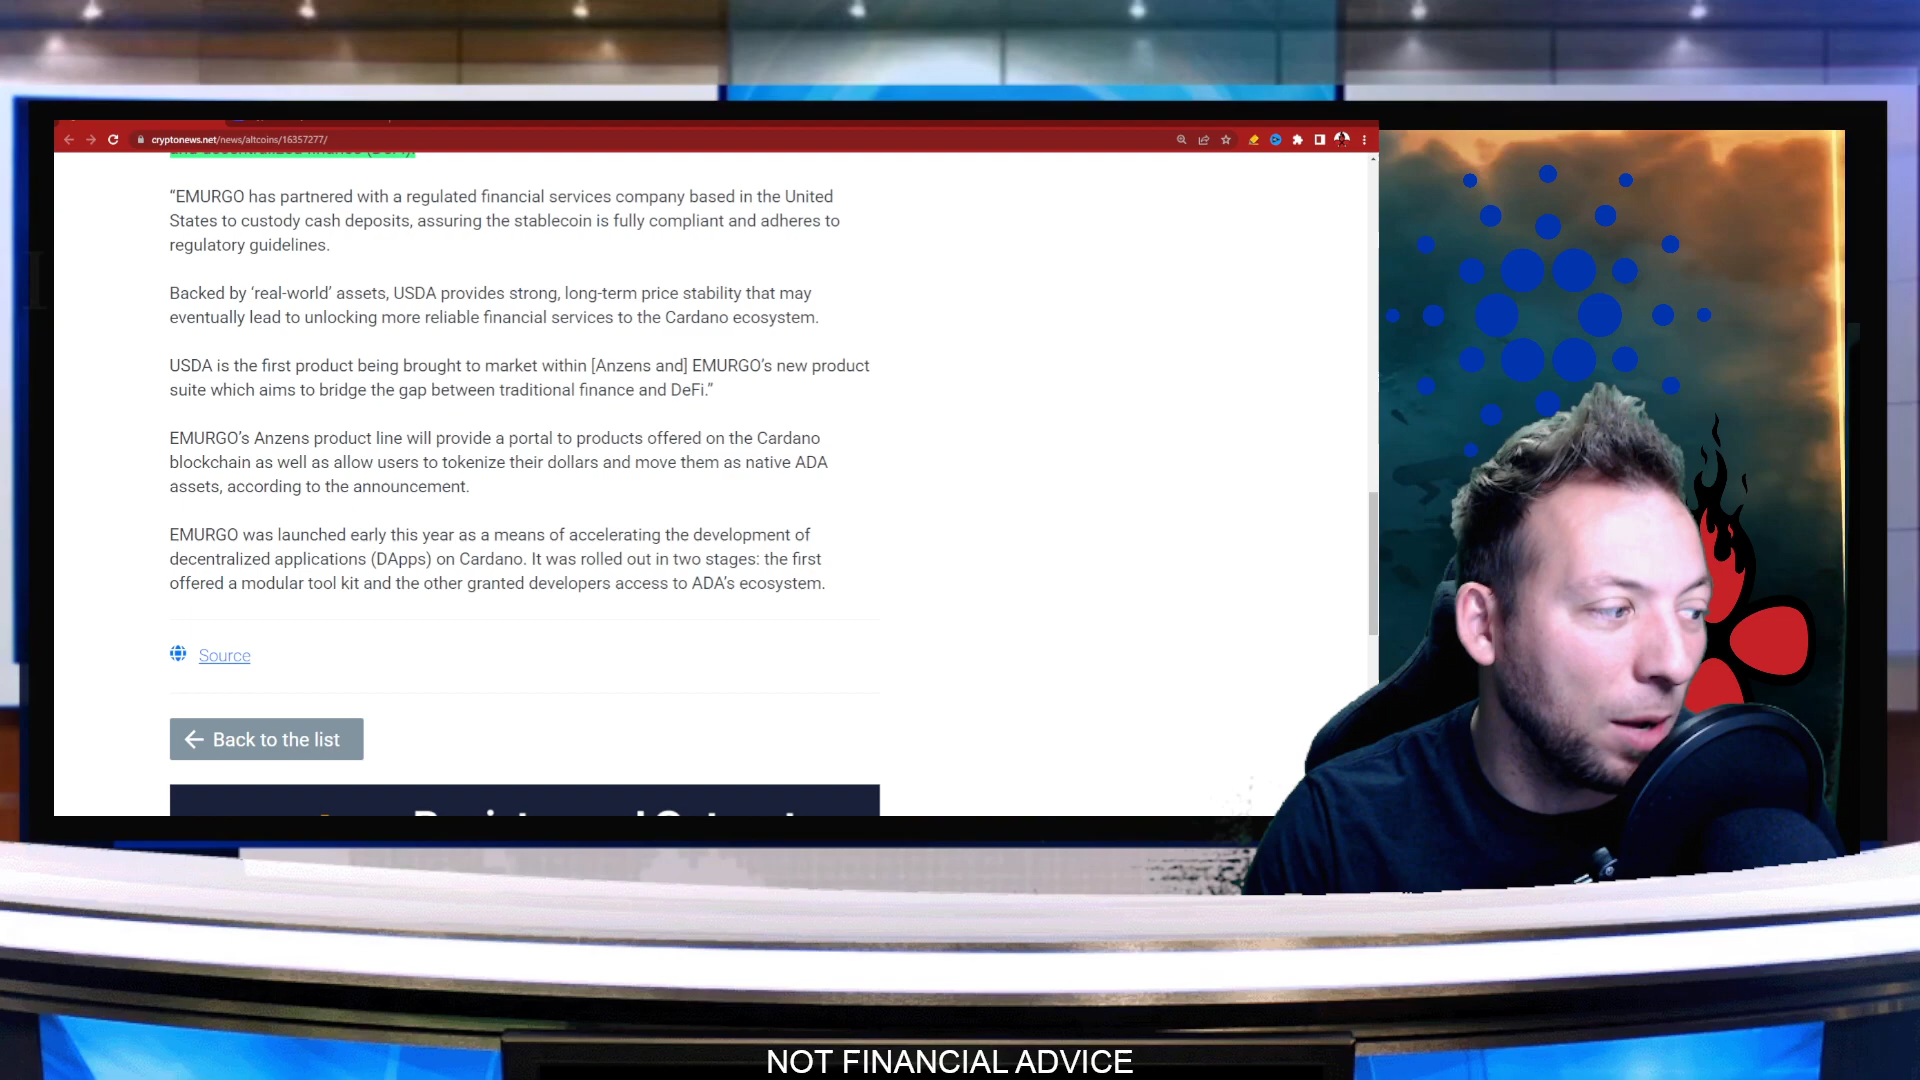 cryptonews.net/news/altcoins/16357277/
“EMURGO has partnered with a regulated financial services company based in the United
States to custody cash deposits, assuring the stablecoin is fully compliant and adheres to
regulatory guidelines.
Backed by ‘real-world’ assets, USDA provides strong, long-term price stability that may
eventually lead to unlocking more reliable financial services to the Cardano ecosystem.
USDA is the first product being brought to market within [Anzens and] EMURGO’s new product
suite which aims to bridge the gap between traditional finance and DeFi.”
EMURGO’s Anzens product line will provide a portal to products offered on the Cardano
blockchain as well as allow users to tokenize their dollars and move them as native ADA
assets, according to the announcement.
EMURGO was launched early this year as a means of accelerating the development of
decentralized applications (DApps) on Cardano. It was rolled out in two stages: the first
offered a modular tool kit and the other granted developers access to ADA’s ecosystem.
Source
Back to the list
NOT FINANCIAL ADVICE